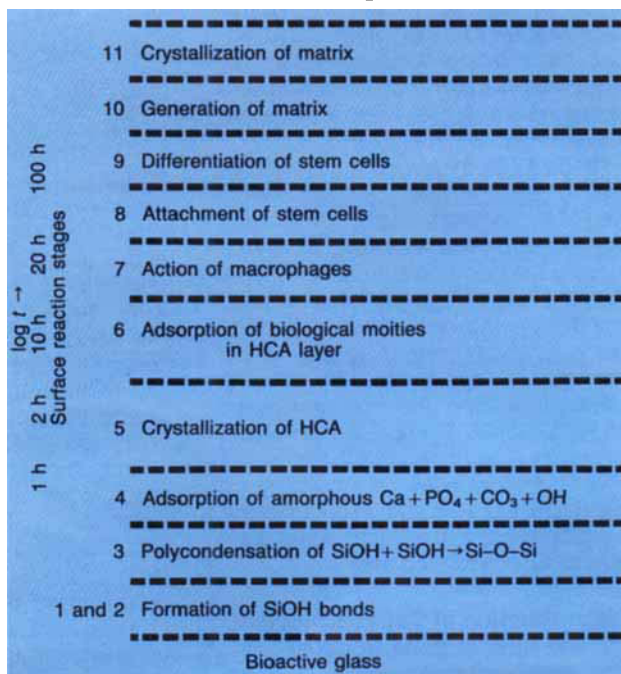 11 Crystallization of matrix
10 Generation of matrix
9 Differentiation of stem cells
8 Attachment of stem cells
7 Action of macrophages
6 Adsorption of biological moities
in HCA layer
5 Crystallization of HCA
4 Adsorption of amorphous Ca+PO₄+CO₃+OH
3 Polycondensation of SiOH+SiOH→Si–O–Si
1 and 2 Formation of SiOH bonds
Bioactive glass
log t →
1 h 2 h 10 h 20 h 100 h
Surface reaction stages